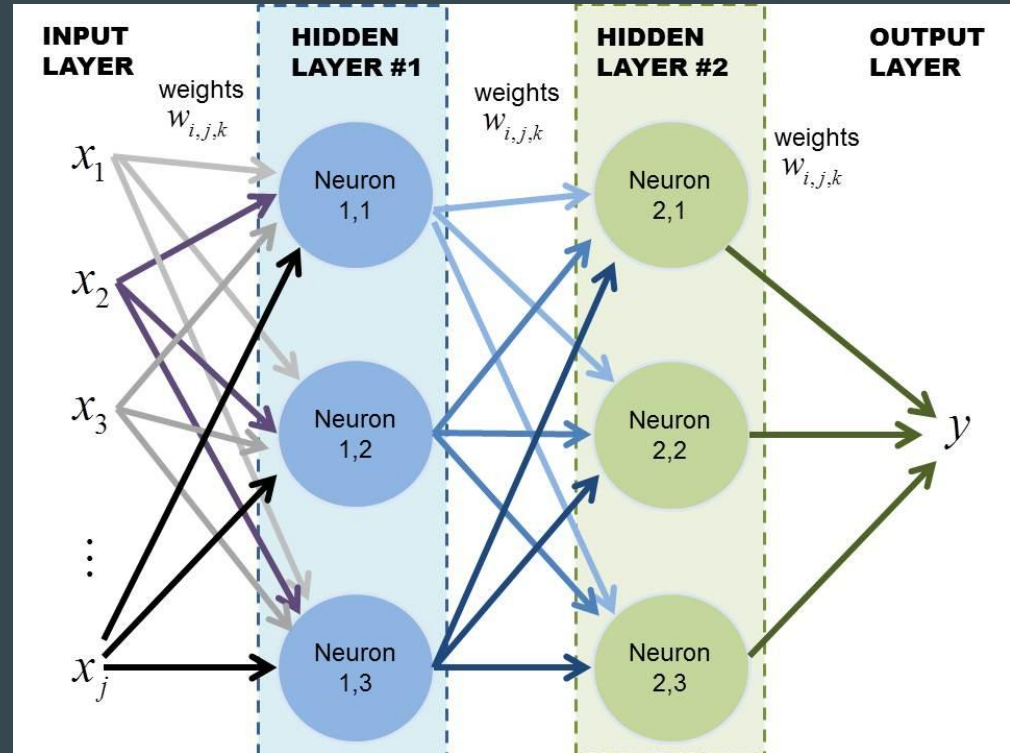 INPUT
LAYER
HIDDEN
LAYER #1
HIDDEN
LAYER #2
OUTPUT
LAYER
weights
w_{i,j,k}
weights
w_{i,j,k}
weights
w_{i,j,k}
x_1
x_2
x_3
⋮
x_j
Neuron
1,1
Neuron
1,2
Neuron
1,3
Neuron
2,1
Neuron
2,2
Neuron
2,3
y